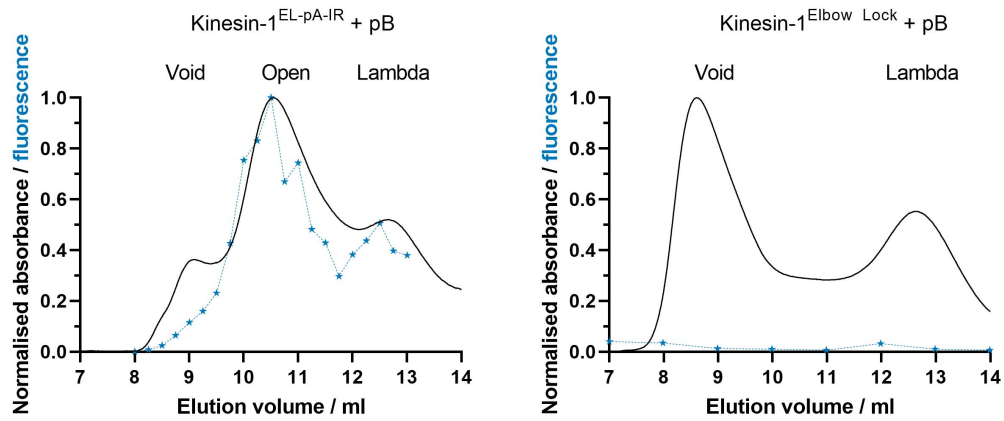 Kinesin-1EL-pA-IR + pB
Void Open Lambda
Normalised absorbance / fluorescence
1.0
0.8
0.6
0.4
0.2
0.0
7 8 9 10 11 12 13 14
Elution volume / ml
Kinesin-1Elbow Lock + pB
Void Lambda
Normalised absorbance / fluorescence
1.0
0.8
0.6
0.4
0.2
0.0
7 8 9 10 11 12 13 14
Elution volume / ml